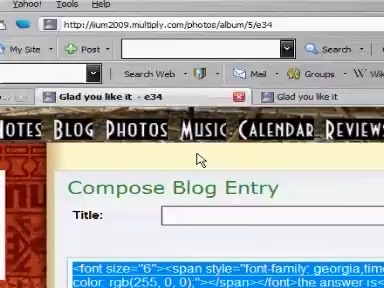 Yahoo! Tools Help
http://iium2009.multiply.com/photos/album/5/e34
My Site Post Search
Search Web Mail Groups
Glad you like it - e34 Glad you like it
NOTES BLOG PHOTOS MUSIC CALENDAR REVIEWS
Compose Blog Entry
Title:
<font size="6"><span style="font-family: georgia,time
color: rgb(255, 0, 0);"></span></font>the answer is<